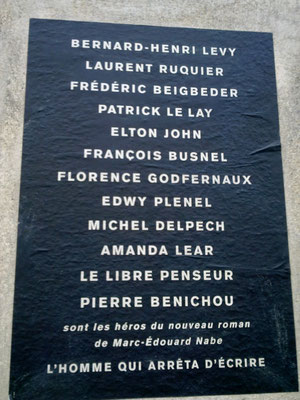 BERNARD-HENRI LEVY
LAURENT RUQUIER
FRÉDÉRIC BEIGBEDER
PATRICK LE LAY
ELTON JOHN
FRANÇOIS BUSNEL
FLORENCE GODFERNAUX
EDWY PLENEL
MICHEL DELPECH
AMANDA LEAR
LE LIBRE PENSEUR
PIERRE BENICHOU
sont les héros du nouveau roman
de Marc-Édouard Nabe
L'HOMME QUI ARRÊTA D'ÉCRIRE